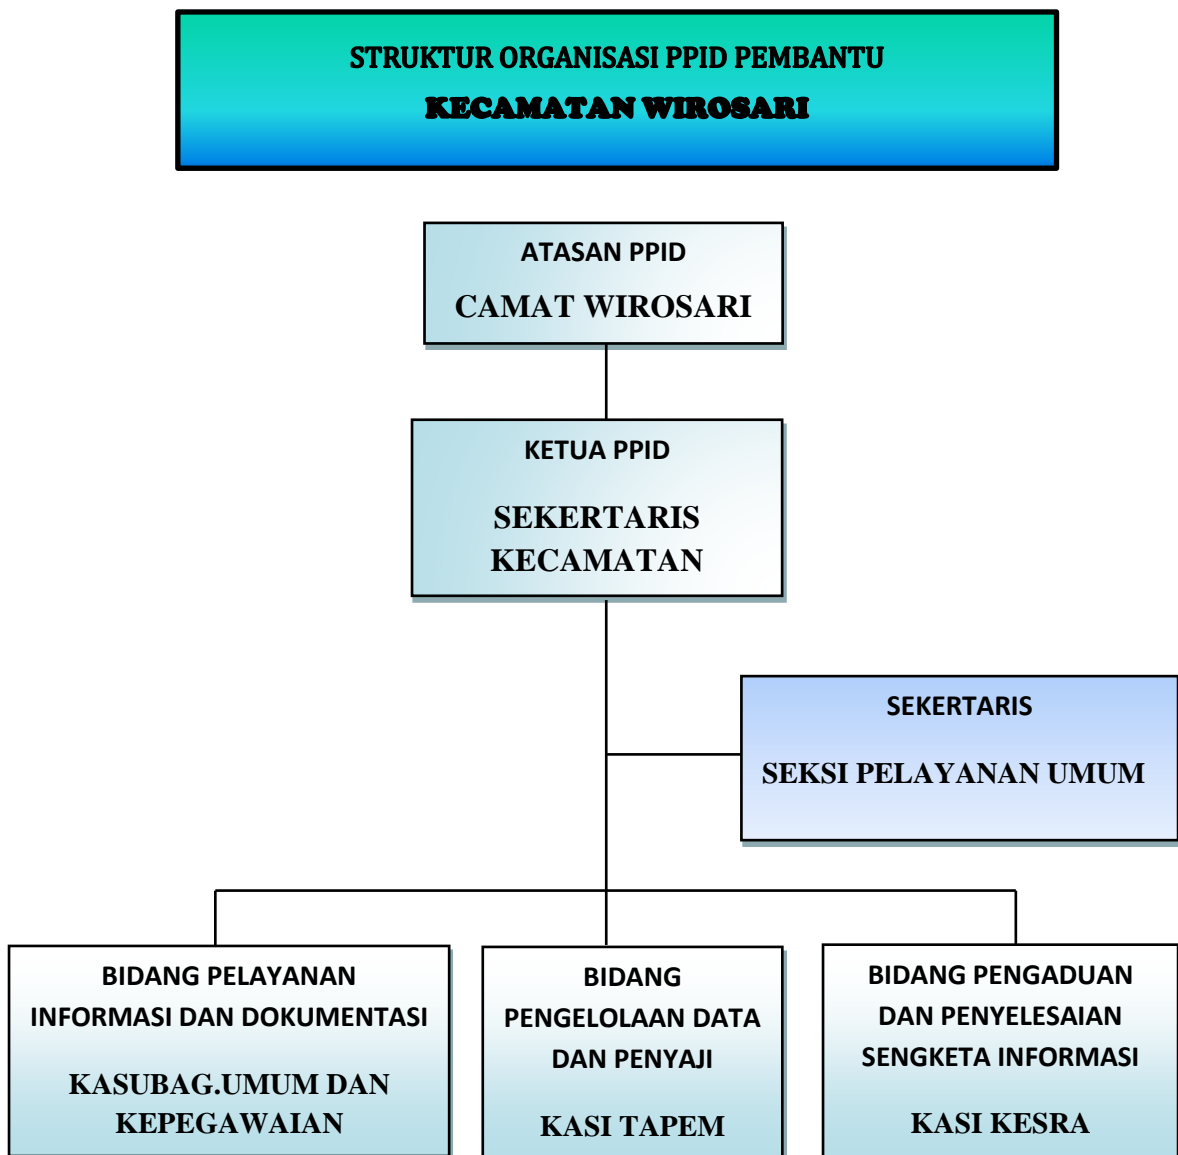 STRUKTUR ORGANISASI PPID PEMBANTU
KECAMATAN WIROSARI
ATASAN PPID
CAMAT WIROSARI
KETUA PPID
SEKERTARIS
KECAMATAN
SEKERTARIS
SEKSI PELAYANAN UMUM
BIDANG PELAYANAN
INFORMASI DAN DOKUMENTASI
KASUBAG.UMUM DAN
KEPEGAWAIAN
BIDANG
PENGELOLAAN DATA
DAN PENYAJI
KASI TAPEM
BIDANG PENGADUAN
DAN PENYELESAIAN
SENGKETA INFORMASI
KASI KESRA